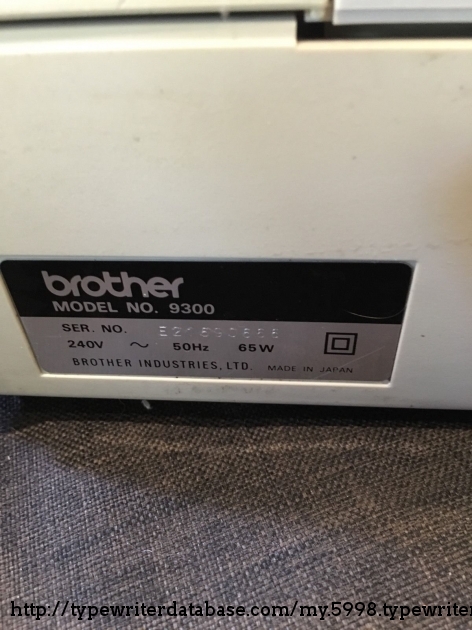 brother
MODEL NO. 9300
SER. NO.
240V ~ 50Hz 65W
BROTHER INDUSTRIES, LTD. MADE IN JAPAN
http://typewriterdatabase.com/my.5998.typewriter